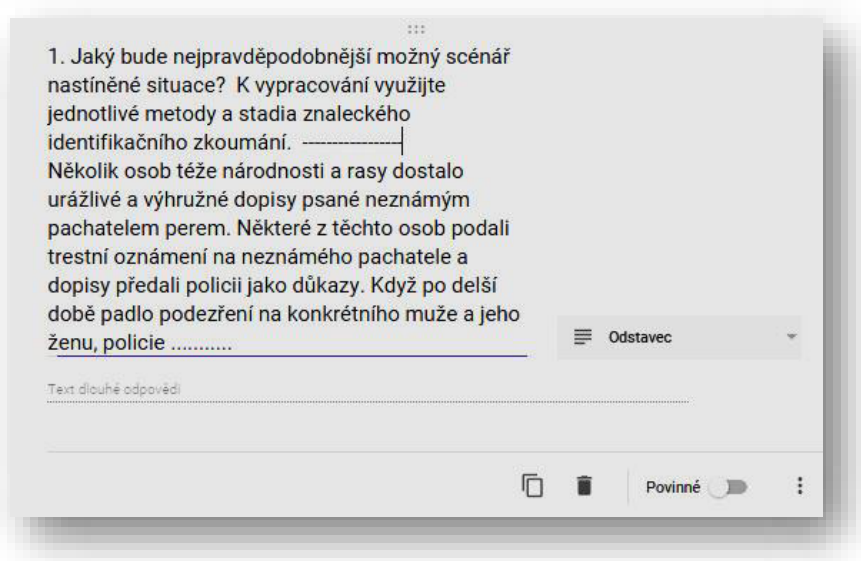 1. Jaký bude nejpravděpodobnější možný scénář
nastíněné situace? K vypracování využijte
jednotlivé metody a stadia znaleckého
identifikačního zkoumání. -----------------
Několik osob téže národnosti a rasy dostalo
urážlivé a výhružné dopisy psané neznámým
pachatelem perem. Některé z těchto osob podali
trestní oznámení na neznámého pachatele a
dopisy předali policii jako důkazy. Když po delší
době padlo podezření na konkrétního muže a jeho
ženu, policie ...........
Odstavec
Text dlouhé odpovědi
Povinné